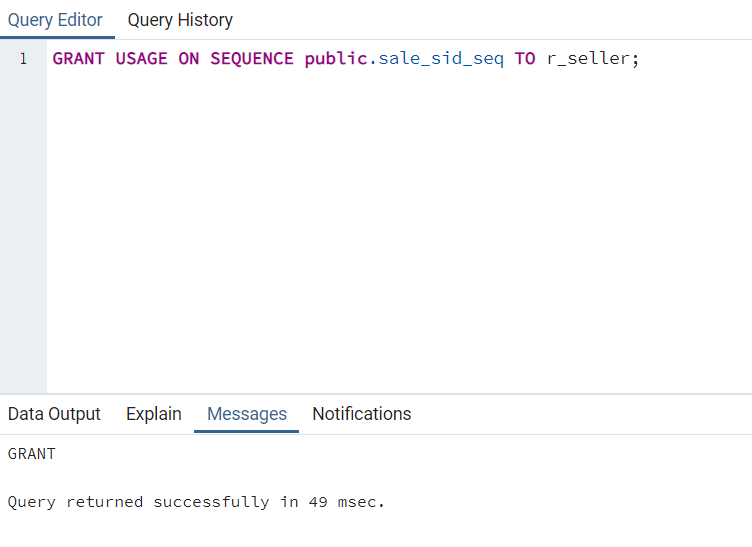 Query Editor Query History
1 GRANT USAGE ON SEQUENCE public.sale_sid_seq TO r_seller;
Data Output Explain Messages Notifications
GRANT
Query returned successfully in 49 msec.